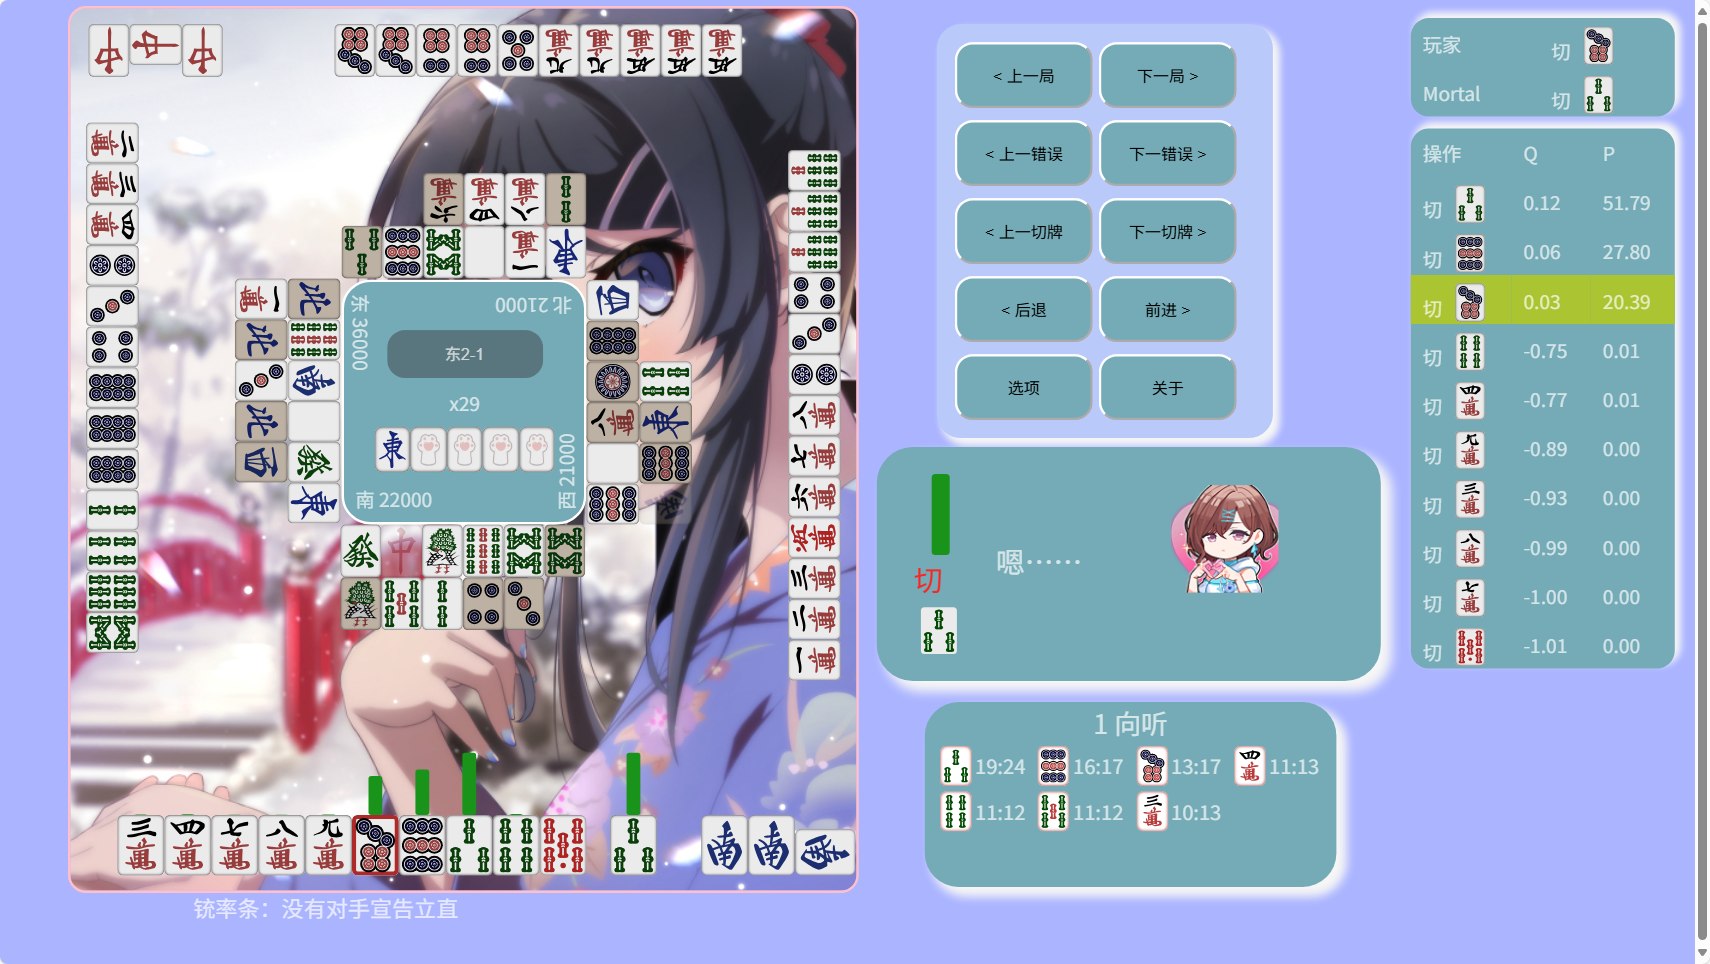 < 上一局
下一局 >
< 上一错误
下一错误 >
< 上一切牌
下一切牌 >
< 后退
前进 >
选项
关于
玩家 切
Mortal 切
操作 Q P
切 0.12 51.79
切 0.06 27.80
切 0.03 20.39
切 -0.75 0.01
切 -0.77 0.01
切 -0.89 0.00
切 -0.93 0.00
切 -0.99 0.00
切 -1.00 0.00
切 -1.01 0.00
东 36000
北 21000
东2-1
x29
南 22000
西 21000
切
嗯……
1 向听
19:24 16:17 13:17 11:13
11:12 11:12 10:13
铳率条：没有对手宣告立直